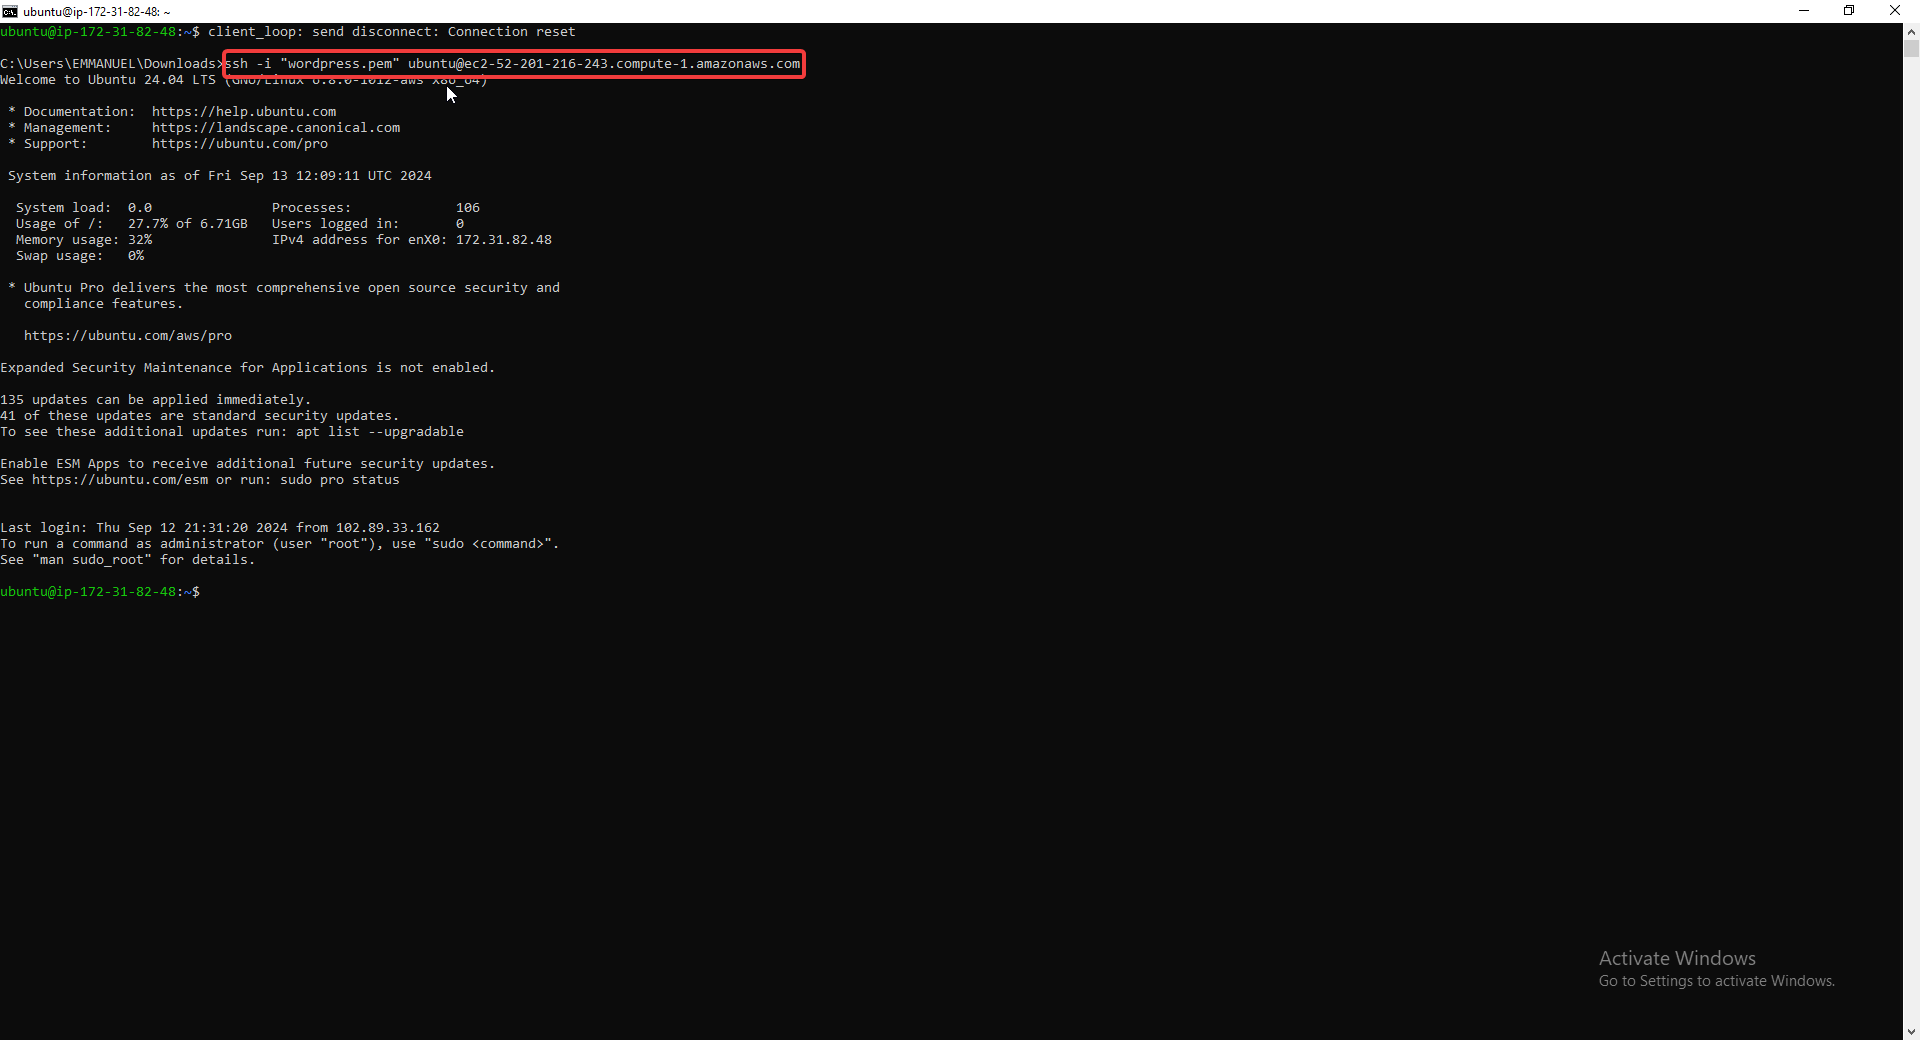 ubuntu@ip-172-31-82-48: ~
ubuntu@ip-172-31-82-48:~$ client_loop: send disconnect: Connection reset
C:\Users\EMMANUEL\Downloads>ssh -i "wordpress.pem" ubuntu@ec2-52-201-216-243.compute-1.amazonaws.com
Welcome to Ubuntu 24.04 LTS (GNU/Linux 6.8.0-1012-aws x86_64)
* Documentation:  https://help.ubuntu.com
* Management:     https://landscape.canonical.com
* Support:        https://ubuntu.com/pro
System information as of Fri Sep 13 12:09:11 UTC 2024
System load:  0.0               Processes:             106
Usage of /:   27.7% of 6.71GB   Users logged in:       0
Memory usage: 32%               IPv4 address for enX0: 172.31.82.48
Swap usage:   0%
* Ubuntu Pro delivers the most comprehensive open source security and
compliance features.
https://ubuntu.com/aws/pro
Expanded Security Maintenance for Applications is not enabled.
135 updates can be applied immediately.
41 of these updates are standard security updates.
To see these additional updates run: apt list --upgradable
Enable ESM Apps to receive additional future security updates.
See https://ubuntu.com/esm or run: sudo pro status
Last login: Thu Sep 12 21:31:20 2024 from 102.89.33.162
To run a command as administrator (user "root"), use "sudo <command>".
See "man sudo_root" for details.
ubuntu@ip-172-31-82-48:~$
Activate Windows
Go to Settings to activate Windows.